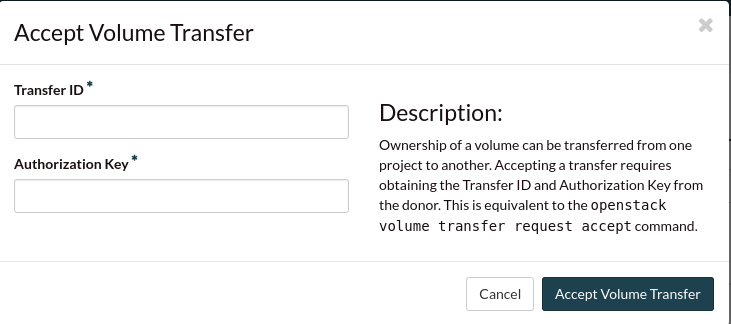 Accept Volume Transfer
×
Transfer ID *
Authorization Key *
Description:
Ownership of a volume can be transferred from one
project to another. Accepting a transfer requires
obtaining the Transfer ID and Authorization Key from
the donor. This is equivalent to the openstack
volume transfer request accept command.
Cancel
Accept Volume Transfer